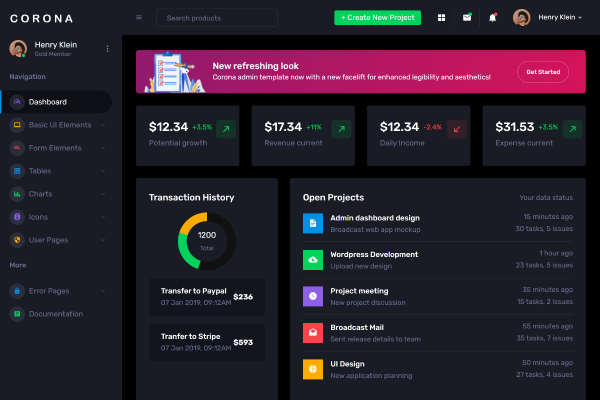 CORONA
Search products
+ Create New Project
Henry Klein
Henry Klein
Gold Member
Navigation
Dashboard
Basic UI Elements
Form Elements
Tables
Charts
Icons
User Pages
More
Error Pages
Documentation
New refreshing look
Corona admin template now with a new facelift for enhanced legibility and aesthetics!
Get Started
$12.34 +3.5%
Potential growth
$17.34 +11%
Revenue current
$12.34 -2.4%
Daily Income
$31.53 +3.5%
Expense current
Transaction History
1200
Total
Transfer to Paypal
07 Jan 2019, 09:12AM
$236
Tranfer to Stripe
07 Jan 2019, 09:12AM
$593
Open Projects
Your data status
Admin dashboard design
15 minutes ago
Broadcast web app mockup
30 tasks, 5 issues
Wordpress Development
1 hour ago
Upload new design
23 tasks, 5 issues
Project meeting
35 minutes ago
New project discussion
15 tasks, 2 issues
Broadcast Mail
55 minutes ago
Sent release details to team
35 tasks, 7 issues
UI Design
50 minutes ago
New application planning
27 tasks, 4 issues